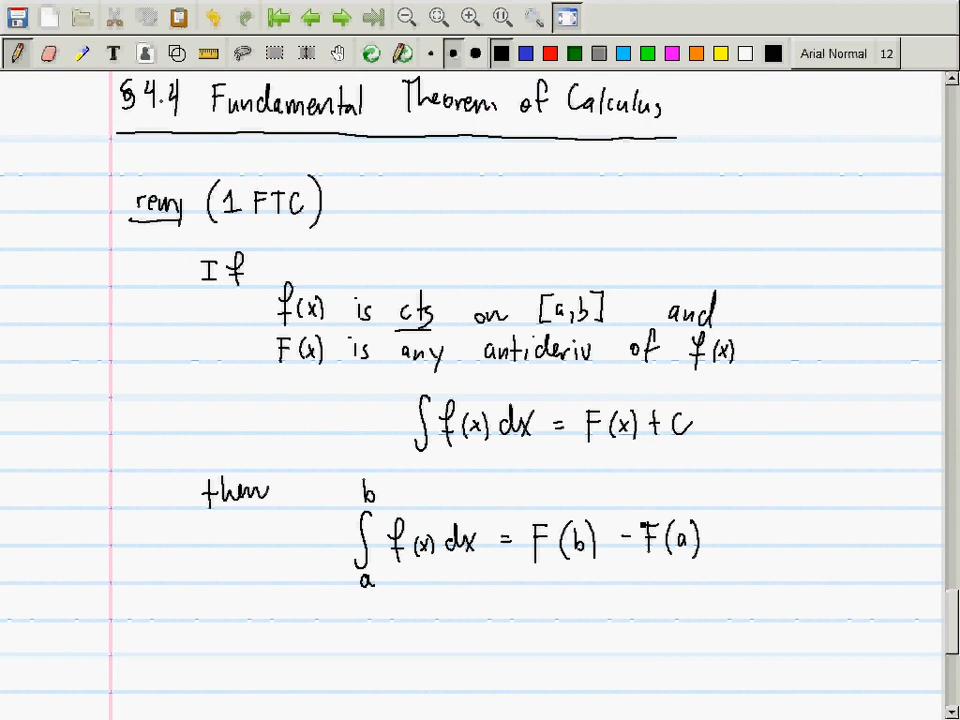 Arial Normal 12
§ 4.4 Fundamental Theorem of Calculus
rem (1 FTC)
If
f(x) is cts on [a,b] and
F(x) is any antideriv of f(x)
∫ f(x) dx = F(x) + C
then ∫_a^b f(x) dx = F(b) - F(a)